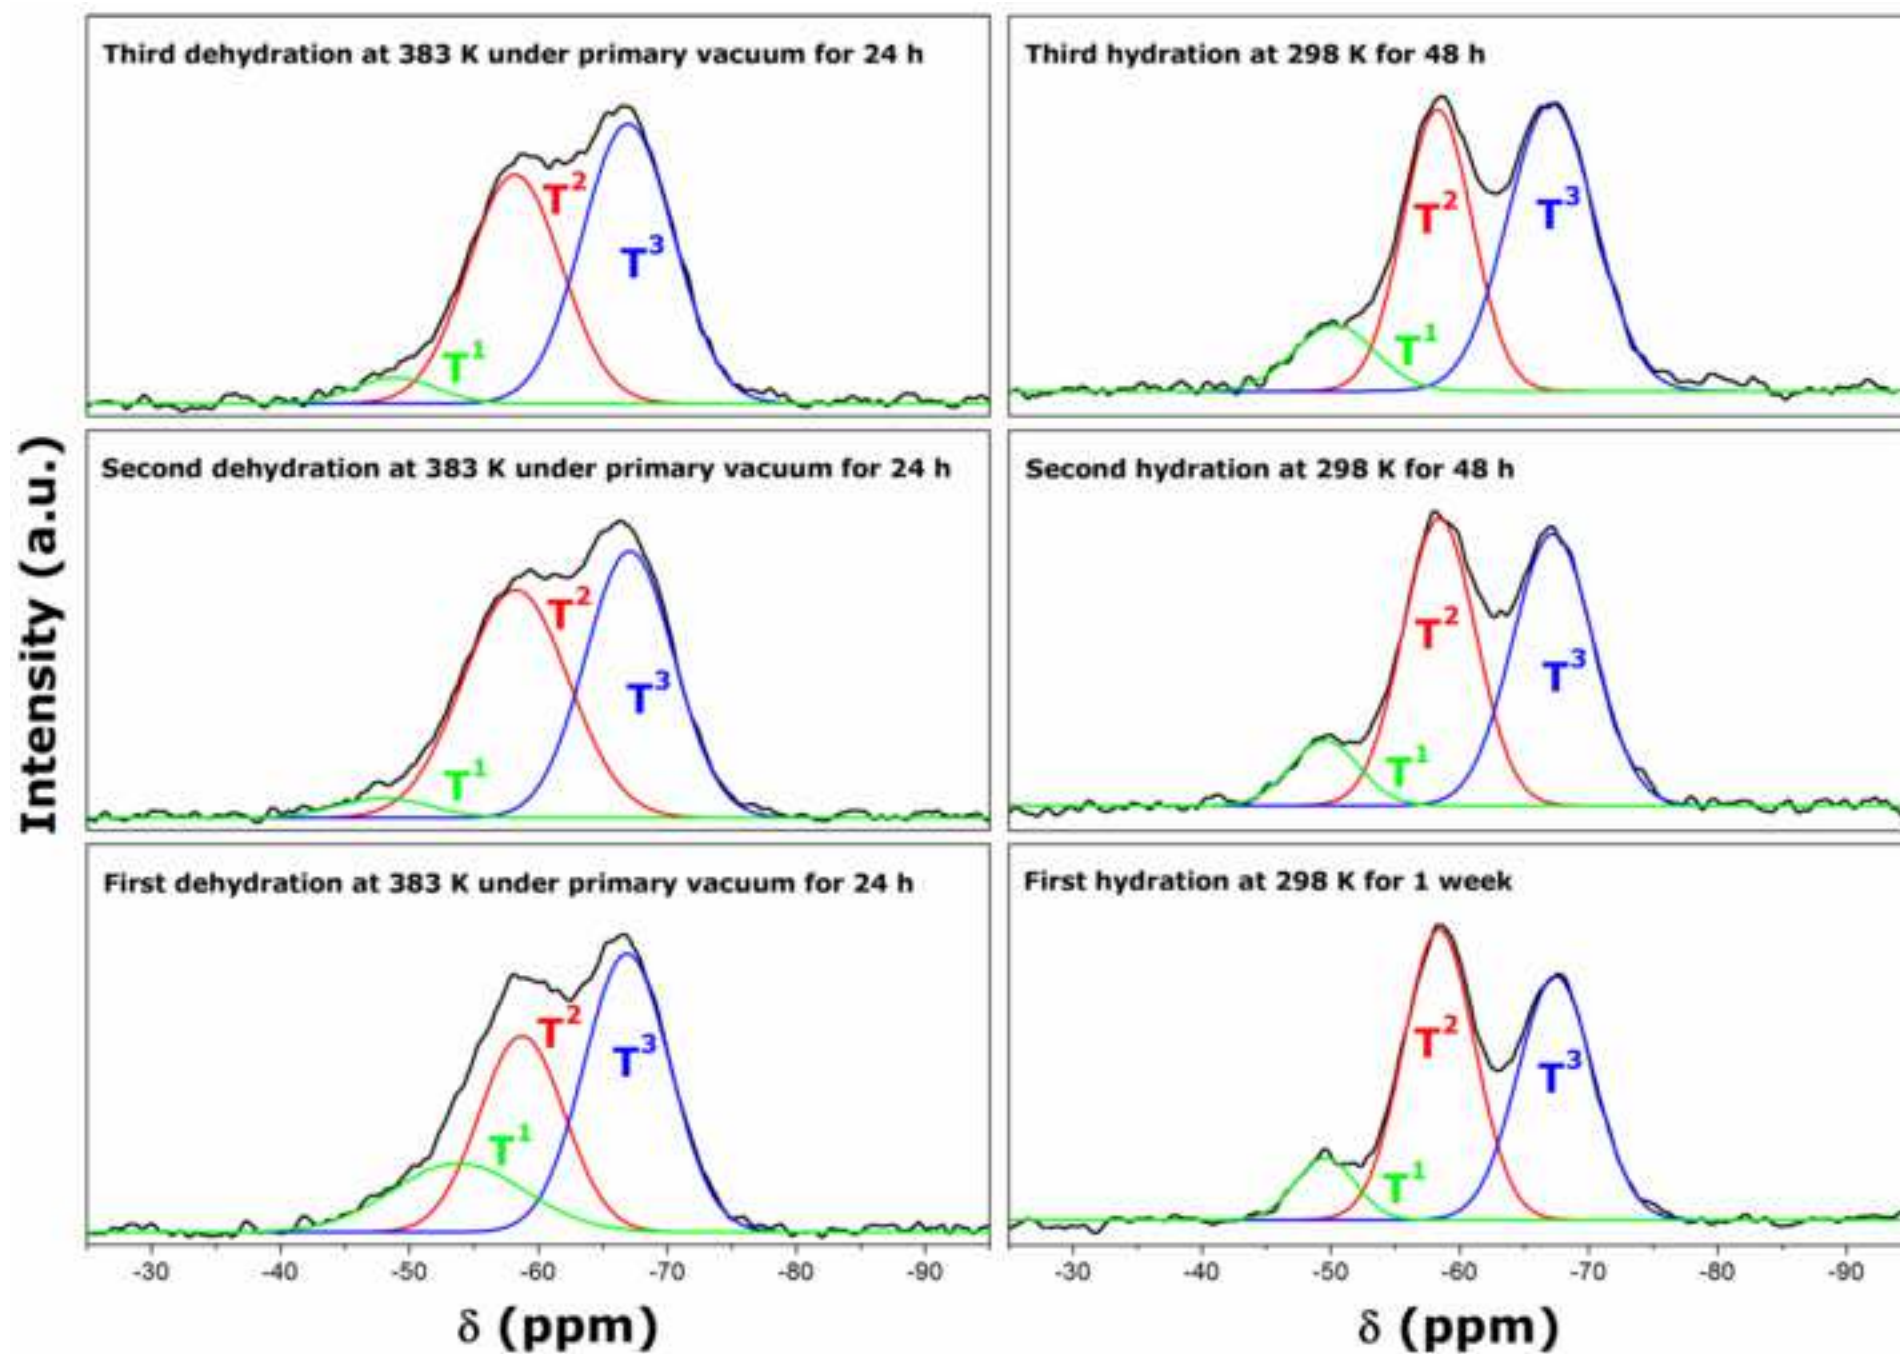 Intensity (a.u.)
Third dehydration at 383 K under primary vacuum for 24 h
T² T³ T¹
Third hydration at 298 K for 48 h
T² T³ T¹
Second dehydration at 383 K under primary vacuum for 24 h
T² T³ T¹
Second hydration at 298 K for 48 h
T² T³ T¹
First dehydration at 383 K under primary vacuum for 24 h
T² T³ T¹
First hydration at 298 K for 1 week
T² T³ T¹
-30 -40 -50 -60 -70 -80 -90
-30 -40 -50 -60 -70 -80 -90
δ (ppm)
δ (ppm)